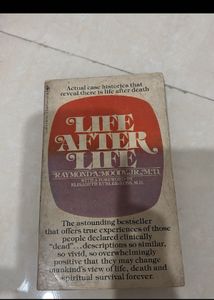 Actual case histories that
reveal there is life after death
LIFE
AFTER
LIFE
RAYMOND A. MOODY, JR., M.D.
WITH A FOREWORD BY
ELISABETH KUBLER-ROSS, M.D.
The astounding bestseller
that offers true experiences of those
people declared clinically
"dead"...descriptions so similar,
so vivid, so overwhelmingly
positive that they may change
mankind's view of life, death and
spiritual survival forever.